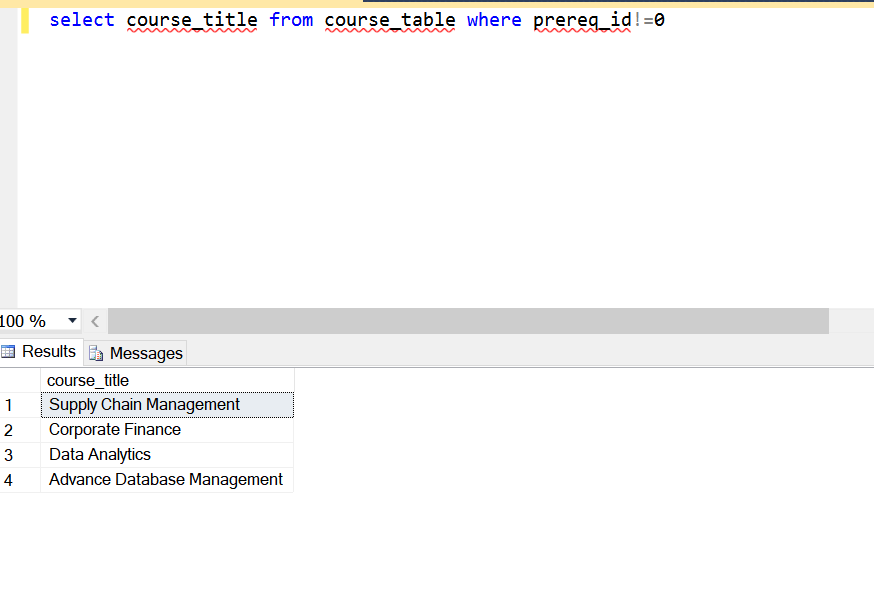 select course_title from course_table where prereq_id!=0
100 %
Results Messages
course_title
1 Supply Chain Management
2 Corporate Finance
3 Data Analytics
4 Advance Database Management